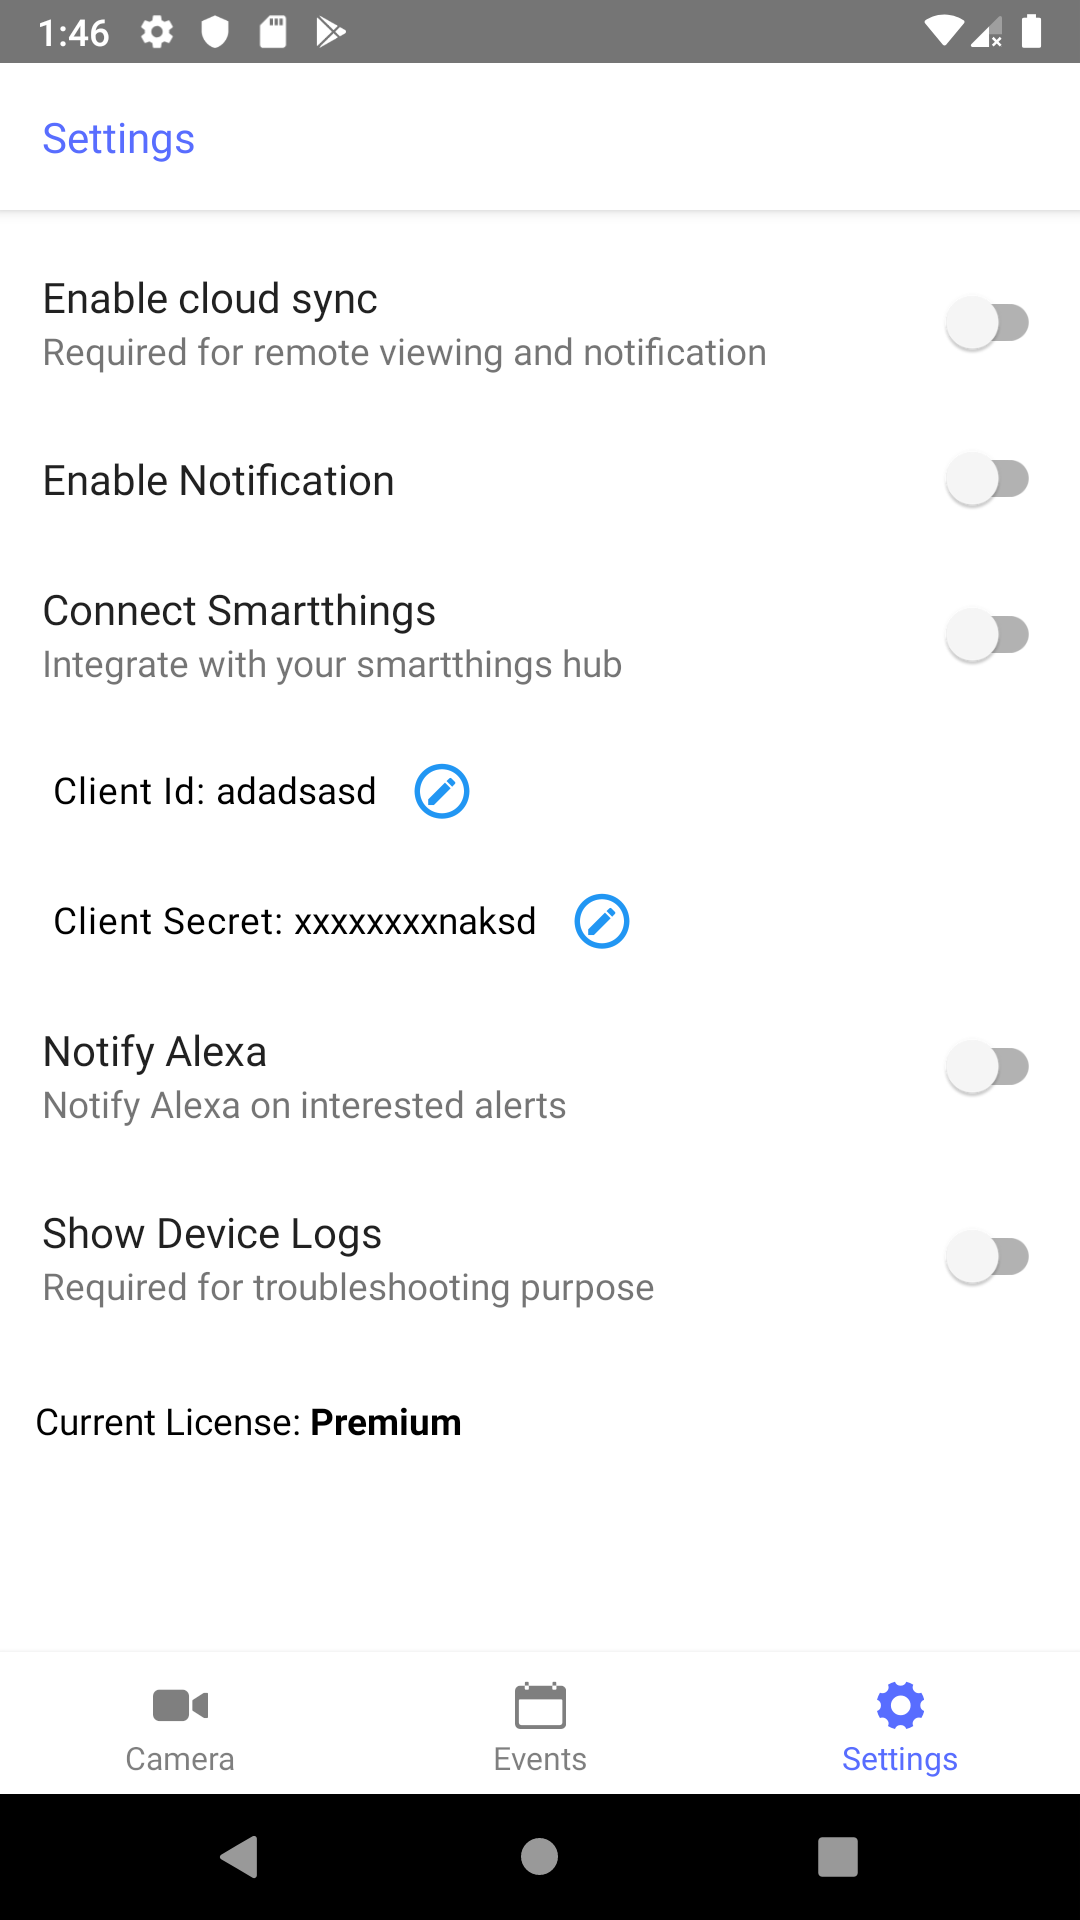 1:46
Settings
Enable cloud sync
Required for remote viewing and notification
Enable Notification
Connect Smartthings
Integrate with your smartthings hub
Client Id: adadsasd
Client Secret: xxxxxxxxnaksd
Notify Alexa
Notify Alexa on interested alerts
Show Device Logs
Required for troubleshooting purpose
Current License: Premium
Camera
Events
Settings